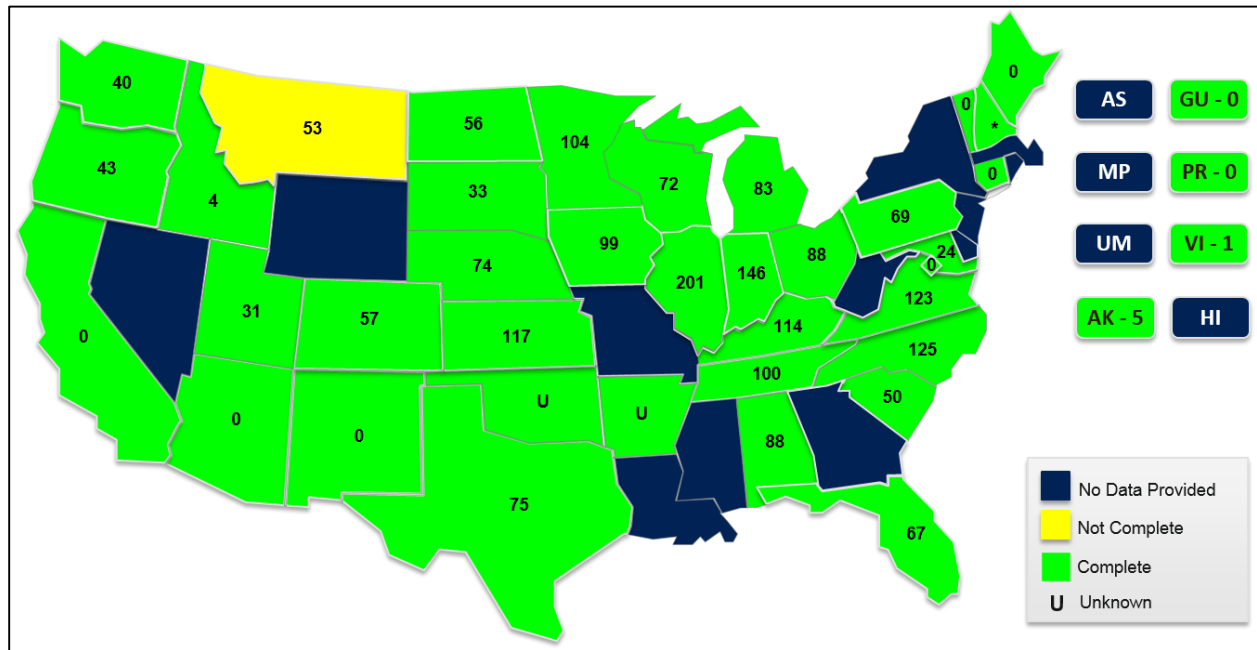 0
40
53
56
104
0
*
43
4
33
72
83
0
69
99
88
24
0
74
201
146
31
57
123
0
117
114
125
100
U
U
50
0
0
88
75
67
AS
GU - 0
MP
PR - 0
UM
VI - 1
AK - 5
HI
No Data Provided
Not Complete
Complete
U Unknown